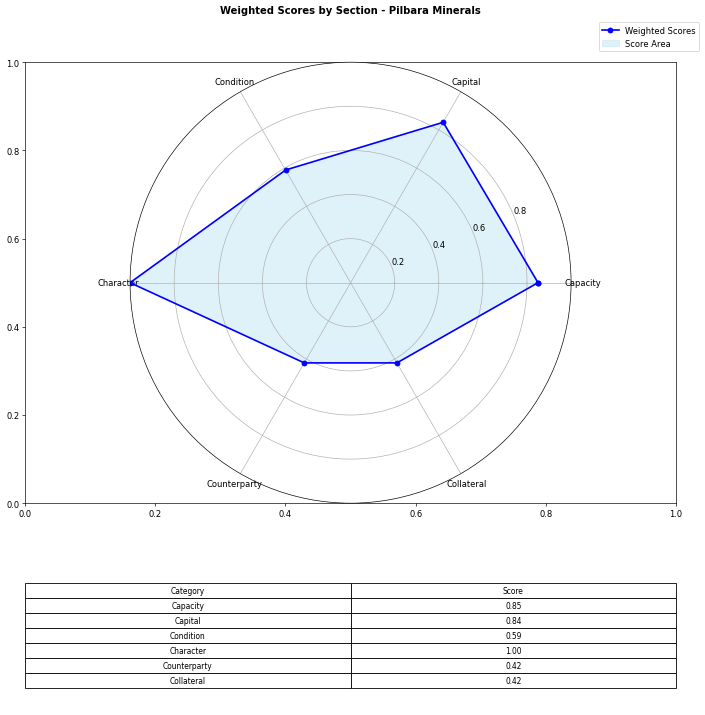 Weighted Scores by Section - Pilbara Minerals
Weighted Scores
Score Area
1.0
0.8
0.6
0.4
0.2
0.0
0.0
0.2
0.4
0.6
0.8
1.0
Condition
Capital
Character
Capacity
Counterparty
Collateral
0.8
0.6
0.4
0.2
Category Score
Capacity 0.85
Capital 0.84
Condition 0.59
Character 1.00
Counterparty 0.42
Collateral 0.42